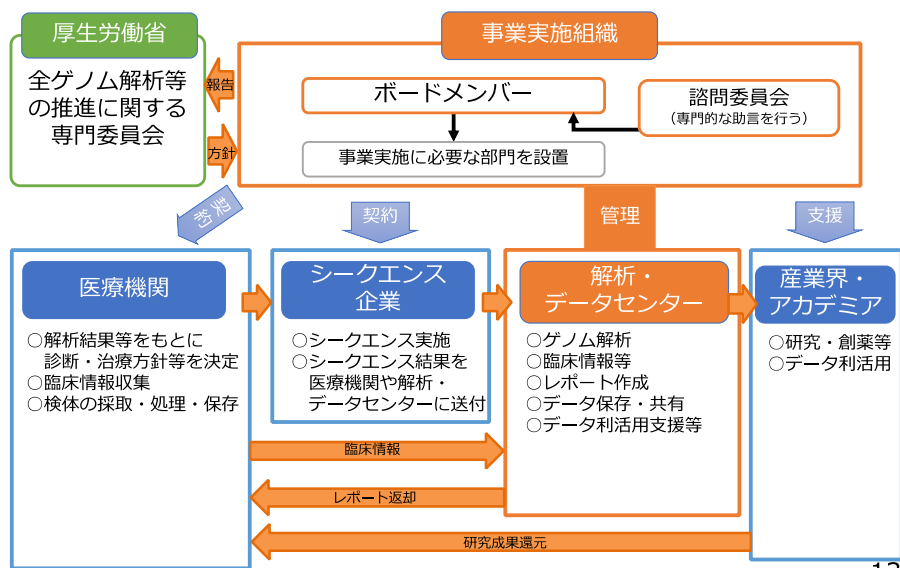 厚生労働省
全ゲノム解析等
の推進に関する
専門委員会
報告
方針
事業実施組織
ボードメンバー
諮問委員会
（専門的な助言を行う）
事業実施に必要な部門を設置
契約
契約
管理
支援
医療機関
○解析結果等をもとに
診断・治療方針等を決定
○臨床情報収集
○検体の採取・処理・保存
シークエンス
企業
○シークエンス実施
○シークエンス結果を
医療機関や解析・
データセンターに送付
解析・
データセンター
○ゲノム解析
○臨床情報等
○レポート作成
○データ保存・共有
○データ利活用支援等
産業界・
アカデミア
○研究・創薬等
○データ利活用
臨床情報
レポート返却
研究成果還元